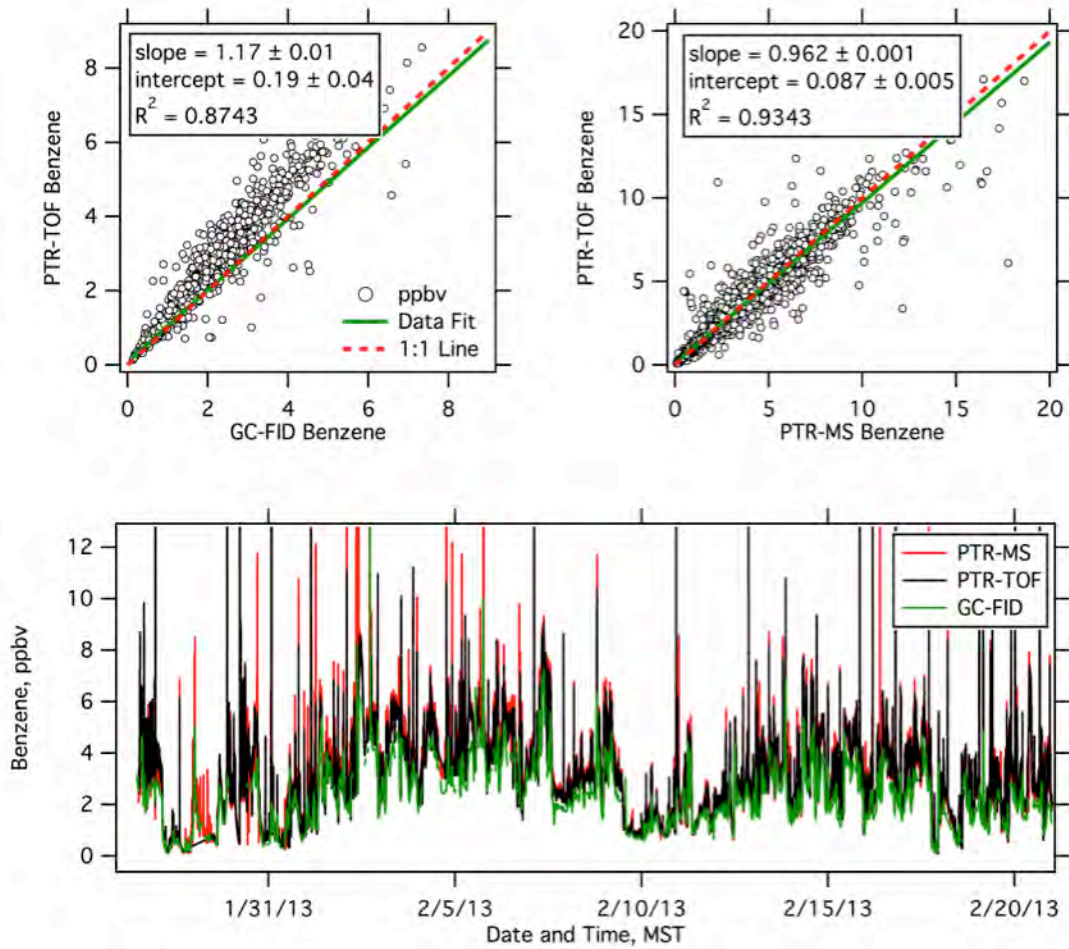 slope = 1.17 ± 0.01
intercept = 0.19 ± 0.04
R2 = 0.8743
8
6
4
2
0
PTR-TOF Benzene
ppbv
Data Fit
1:1 Line
0 2 4 6 8
GC-FID Benzene
slope = 0.962 ± 0.001
intercept = 0.087 ± 0.005
R2 = 0.9343
20
15
10
5
0
PTR-TOF Benzene
0 5 10 15 20
PTR-MS Benzene
12
10
8
6
4
2
0
Benzene, ppbv
PTR-MS
PTR-TOF
GC-FID
1/31/13 2/5/13 2/10/13 2/15/13 2/20/13
Date and Time, MST